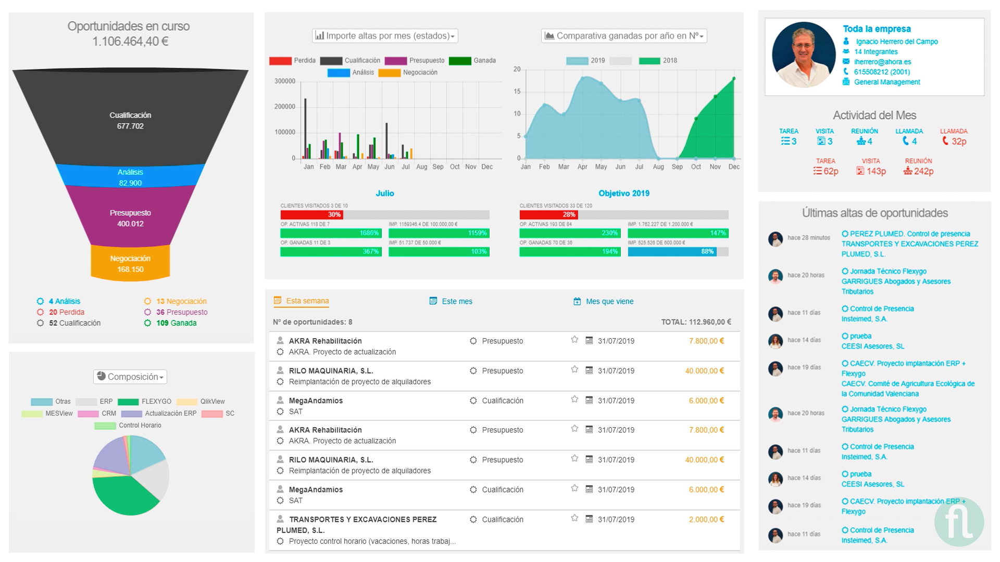 Oportunidades en curso
1.106.464,40 €
Cualificación
677.702
Análisis
82.900
Presupuesto
400.012
Negociación
168.150
4 Análisis
13 Negociación
20 Perdida
36 Presupuesto
52 Cualificación
109 Ganada
Composición
Otras ERP FLEXYGO QlikView
MESView CRM Actualización ERP SC
Control Horario
Importe altas por mes (estados)
Perdida Cualificación Presupuesto Ganada
Análisis Negociación
300000
200000
100000
0
Jan Feb Mar Apr May Jun Jul Aug Sep Oct Nov Dec
Comparativa ganadas por año en Nº
2019 2018
20
15
10
5
0
Jan Feb Mar Apr May Jun Jul Aug Sep Oct Nov Dec
Julio
CLIENTES VISITADOS 3 DE 10
30%
OP. ACTIVAS 118 DE 7
1686%
IMP. 1159346.4 DE 100.000,00 €
1159%
OP. GANADAS 11 DE 3
367%
IMP. 51.737 DE 50.000 €
103%
Objetivo 2019
CLIENTES VISITADOS 33 DE 120
28%
OP. ACTIVAS 193 DE 84
230%
IMP. 1.762.227 DE 1.200.000 €
147%
OP. GANADAS 70 DE 36
194%
IMP. 525.526 DE 600.000 €
88%
Esta semana Este mes Mes que viene
Nº de oportunidades: 8 TOTAL: 112.960,00 €
AKRA Rehabilitación Presupuesto 31/07/2019 7.800,00 €
AKRA. Proyecto de actualización
RILO MAQUINARIA, S.L. Presupuesto 31/07/2019 40.000,00 €
Reimplantación de proyecto de alquiladores
MegaAndamios Cualificación 31/07/2019 6.000,00 €
SAT
AKRA Rehabilitación Presupuesto 31/07/2019 7.800,00 €
AKRA. Proyecto de actualización
RILO MAQUINARIA, S.L. Presupuesto 31/07/2019 40.000,00 €
Reimplantación de proyecto de alquiladores
MegaAndamios Cualificación 31/07/2019 6.000,00 €
SAT
TRANSPORTES Y EXCAVACIONES PEREZ Cualificación 31/07/2019 2.000,00 €
PLUMED, S.L.
Proyecto control horario (vacaciones, horas trabaj...
Toda la empresa
Ignacio Herrero del Campo
14 Integrantes
iherrero@ahora.es
615508212 (2001)
General Management
Actividad del Mes
TAREA VISITA REUNIÓN LLAMADA LLAMADA
3 3 4 4 32p
TAREA VISITA REUNIÓN
62p 143p 242p
Últimas altas de oportunidades
hace 28 minutos
PEREZ PLUMED. Control de presencia
TRANSPORTES Y EXCAVACIONES PEREZ
PLUMED, S.L.
hace 20 horas
Jornada Técnico Flexygo
GARRIGUES Abogados y Asesores
Tributarios
hace 11 días
Control de Presencia
Insteimed, S.A.
hace 14 días
prueba
CEESI Asesores, SL
hace 19 días
CAECV. Proyecto implantación ERP +
Flexygo
CAECV. Comité de Agricultura Ecológica de
la Comunidad Valenciana
hace 20 horas
Jornada Técnico Flexygo
GARRIGUES Abogados y Asesores
Tributarios
hace 11 días
Control de Presencia
Insteimed, S.A.
hace 14 días
prueba
CEESI Asesores, SL
hace 19 días
CAECV. Proyecto implantación ERP +
Flexygo
hace 11 días
Control de Presencia
Insteimed, S.A.
fl